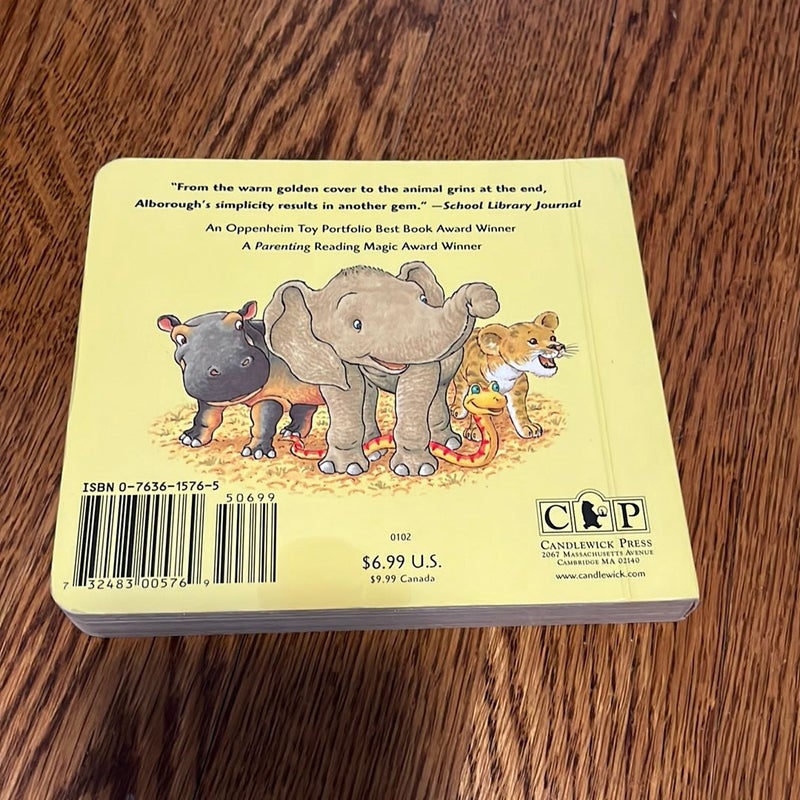 "From the warm golden cover to the animal grins at the end,
Alborough's simplicity results in another gem." —School Library Journal
An Oppenheim Toy Portfolio Best Book Award Winner
A Parenting Reading Magic Award Winner
ISBN 0-7636-1576-5
50699
7 32483 00576 9
0102
$6.99 U.S.
$9.99 Canada
C P
CANDLEWICK PRESS
2067 MASSACHUSETTS AVENUE
CAMBRIDGE MA 02140
www.candlewick.com